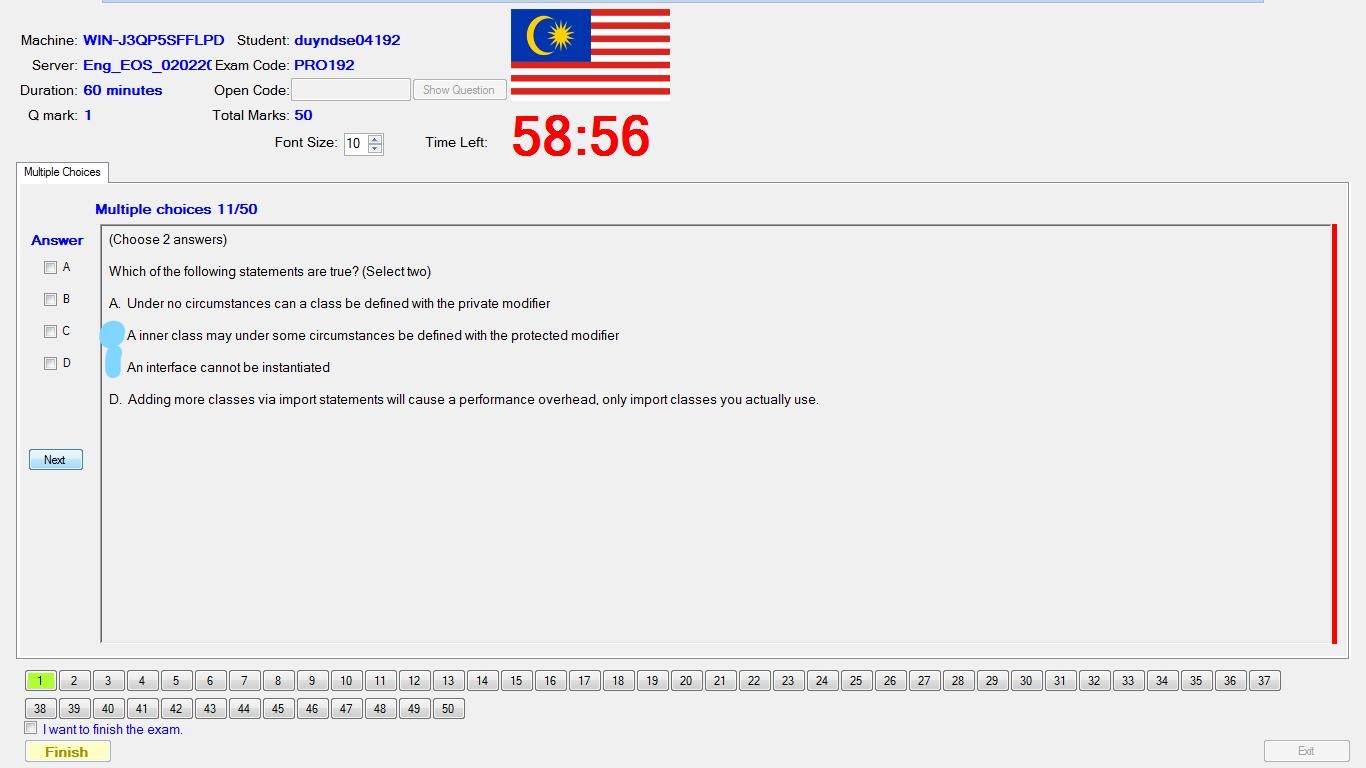 Machine: WIN-J3QP5SFFLPD Student: duyndse04192
Server: Eng_EOS_020220 Exam Code: PRO192
Duration: 60 minutes Open Code: Show Question
Q mark: 1 Total Marks: 50
Font Size: 10 Time Left: 58:56
Multiple Choices
Multiple choices 11/50
Answer
(Choose 2 answers)
A
Which of the following statements are true? (Select two)
B
A. Under no circumstances can a class be defined with the private modifier
C
A inner class may under some circumstances be defined with the protected modifier
D
An interface cannot be instantiated
D. Adding more classes via import statements will cause a performance overhead, only import classes you actually use.
Next
1 2 3 4 5 6 7 8 9 10 11 12 13 14 15 16 17 18 19 20 21 22 23 24 25 26 27 28 29 30 31 32 33 34 35 36 37
38 39 40 41 42 43 44 45 46 47 48 49 50
I want to finish the exam.
Finish Exit